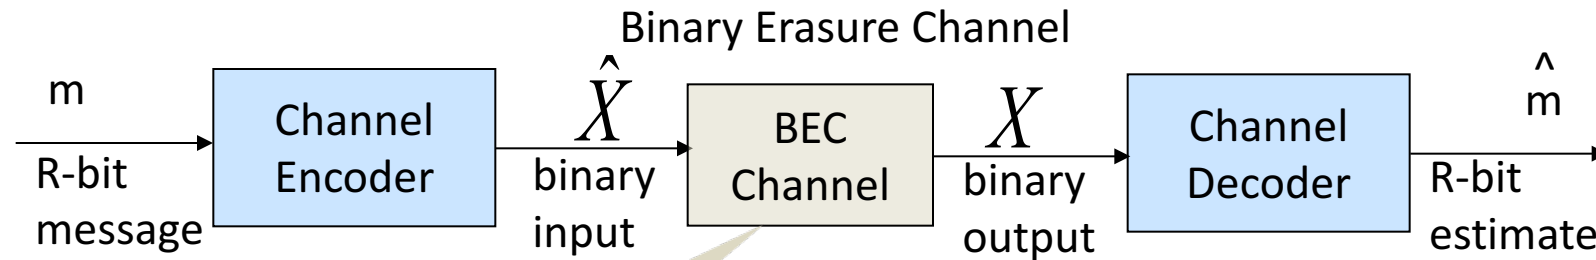 Binary Erasure Channel
m
R-bit
message
Channel
Encoder
X̂
binary
input
BEC
Channel
X
binary
output
Channel
Decoder
m̂
R-bit
estimate